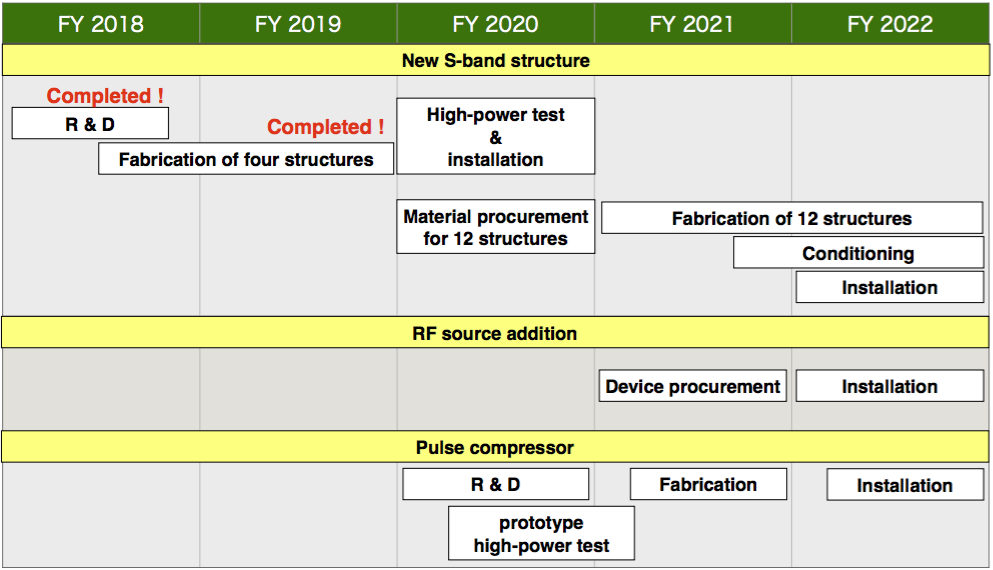 FY 2018
FY 2019
FY 2020
FY 2021
FY 2022
New S-band structure
Completed !
R & D
Completed !
Fabrication of four structures
High-power test
&
installation
Material procurement
for 12 structures
Fabrication of 12 structures
Conditioning
Installation
RF source addition
Device procurement
Installation
Pulse compressor
R & D
Fabrication
Installation
prototype
high-power test